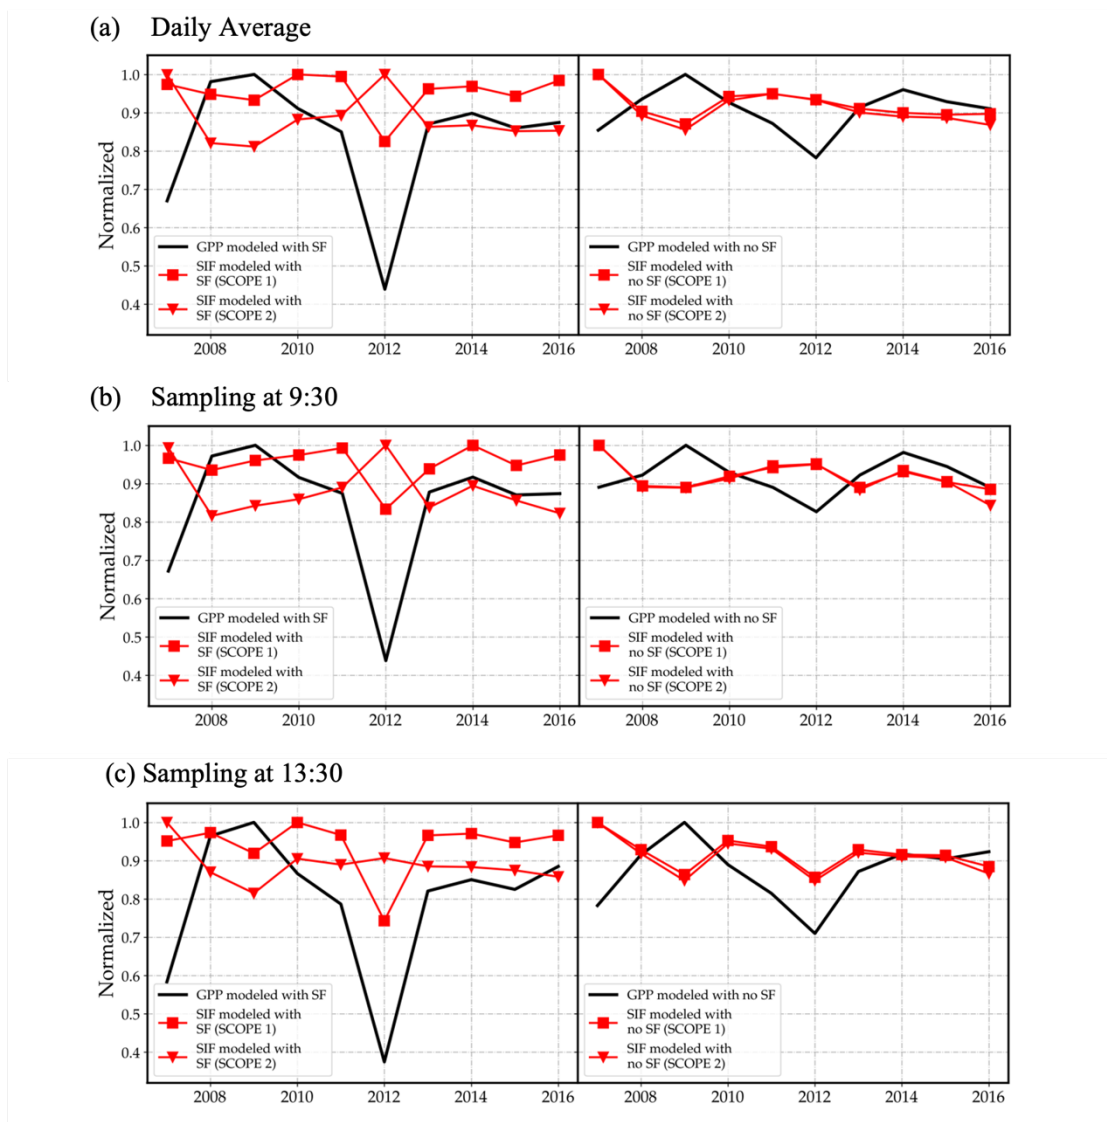 (a) Daily Average
Normalized
1.0
0.9
0.8
0.7
0.6
0.5
0.4
GPP modeled with SF
SIF modeled with
SF (SCOPE 1)
SIF modeled with
SF (SCOPE 2)
GPP modeled with no SF
SIF modeled with
no SF (SCOPE 1)
SIF modeled with
no SF (SCOPE 2)
2008 2010 2012 2014 2016 2008 2010 2012 2014 2016
(b) Sampling at 9:30
Normalized
1.0
0.9
0.8
0.7
0.6
0.5
0.4
GPP modeled with SF
SIF modeled with
SF (SCOPE 1)
SIF modeled with
SF (SCOPE 2)
GPP modeled with no SF
SIF modeled with
no SF (SCOPE 1)
SIF modeled with
no SF (SCOPE 2)
2008 2010 2012 2014 2016 2008 2010 2012 2014 2016
(c) Sampling at 13:30
Normalized
1.0
0.9
0.8
0.7
0.6
0.5
0.4
GPP modeled with SF
SIF modeled with
SF (SCOPE 1)
SIF modeled with
SF (SCOPE 2)
GPP modeled with no SF
SIF modeled with
no SF (SCOPE 1)
SIF modeled with
no SF (SCOPE 2)
2008 2010 2012 2014 2016 2008 2010 2012 2014 2016